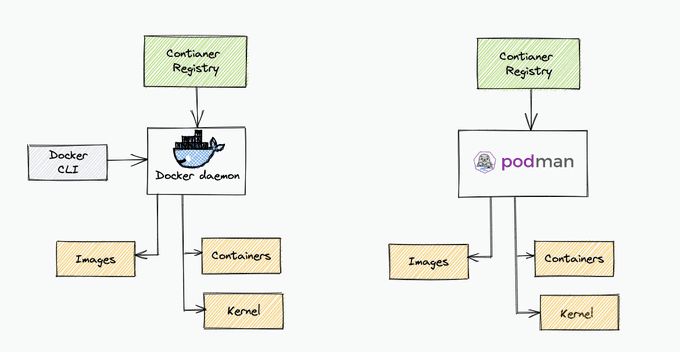 Contianer
Registry
Docker
CLI
Docker daemon
Images
Containers
Kernel
Contianer
Registry
podman
Images
Containers
Kernel